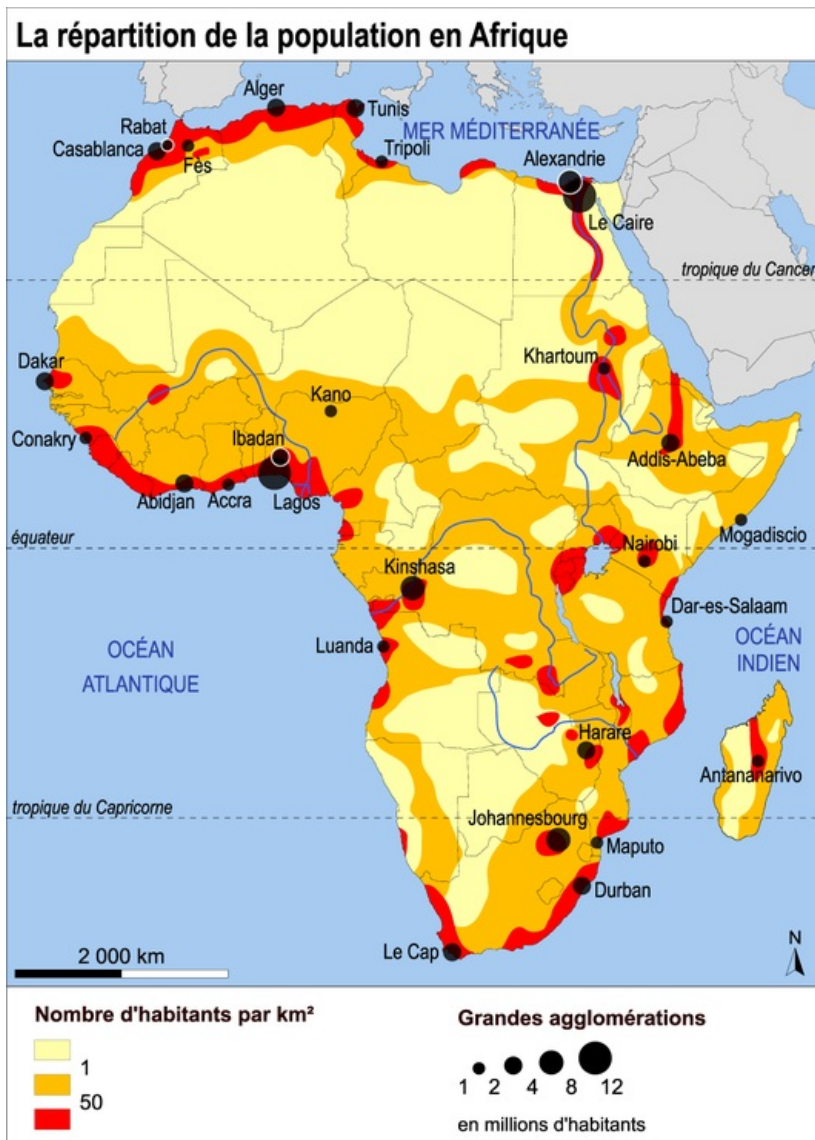 La répartition de la population en Afrique
Alger
Tunis
MER MÉDITERRANÉE
Rabat
Casablanca
Fès
Tripoli
Alexandrie
Le Caire
tropique du Cancer
Dakar
Khartoum
Kano
Conakry
Ibadan
Addis-Abeba
Abidjan
Accra
Lagos
Mogadiscio
équateur
Nairobi
Kinshasa
Dar-es-Salaam
OCÉAN
ATLANTIQUE
Luanda
OCÉAN
INDIEN
Harare
Antananarivo
tropique du Capricorne
Johannesbourg
Maputo
Durban
Le Cap
2 000 km
N
Nombre d'habitants par km²
1
50
Grandes agglomérations
1 2 4 8 12
en millions d'habitants